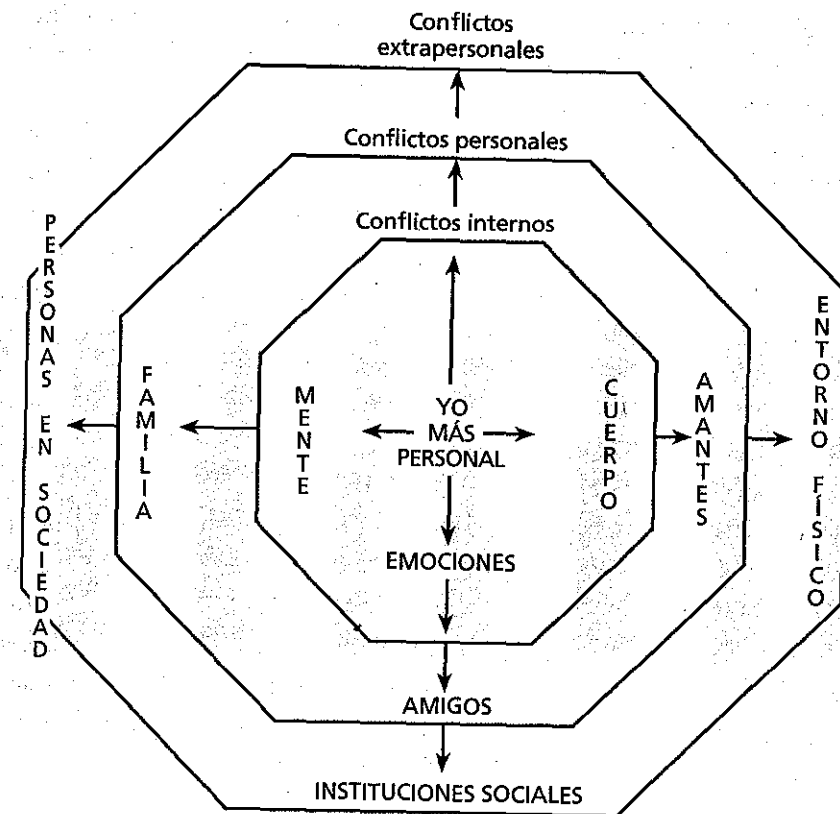 Conflictos
extrapersonales
Conflictos personales
Conflictos internos
PERSONAS EN SOCIEDAD
FAMILIA
MENTE
YO
MÁS
PERSONAL
CUERPO
AMANTES
ENTORNO FÍSICO
EMOCIONES
AMIGOS
INSTITUCIONES SOCIALES